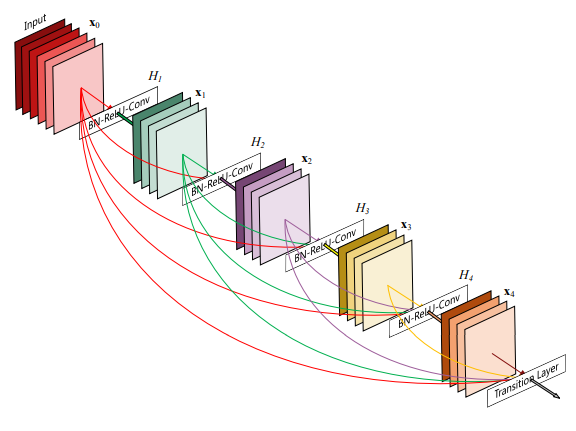 Input
x0
H1
BN-ReLU-Conv
x1
H2
BN-ReLU-Conv
x2
H3
BN-ReLU-Conv
x3
H4
BN-ReLU-Conv
x4
Transition Layer